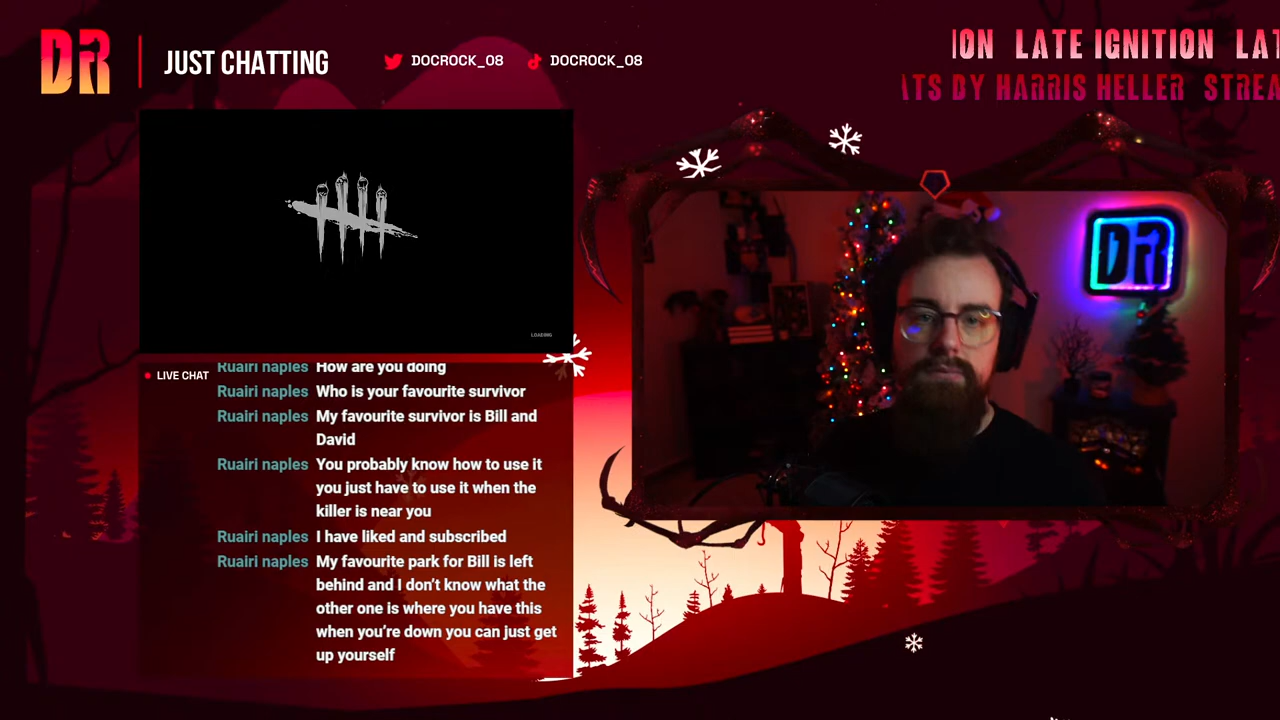 DR
JUST CHATTING
DOCROCK_08
DOCROCK_08
ION LATE IGNITION LAT
ATS BY HARRIS HELLER STREA
LOADING
LIVE CHAT
Ruairi naples How are you doing
Ruairi naples Who is your favourite survivor
Ruairi naples My favourite survivor is Bill and
David
Ruairi naples You probably know how to use it
you just have to use it when the
killer is near you
Ruairi naples I have liked and subscribed
Ruairi naples My favourite park for Bill is left
behind and I don’t know what the
other one is where you have this
when you’re down you can just get
up yourself
DR